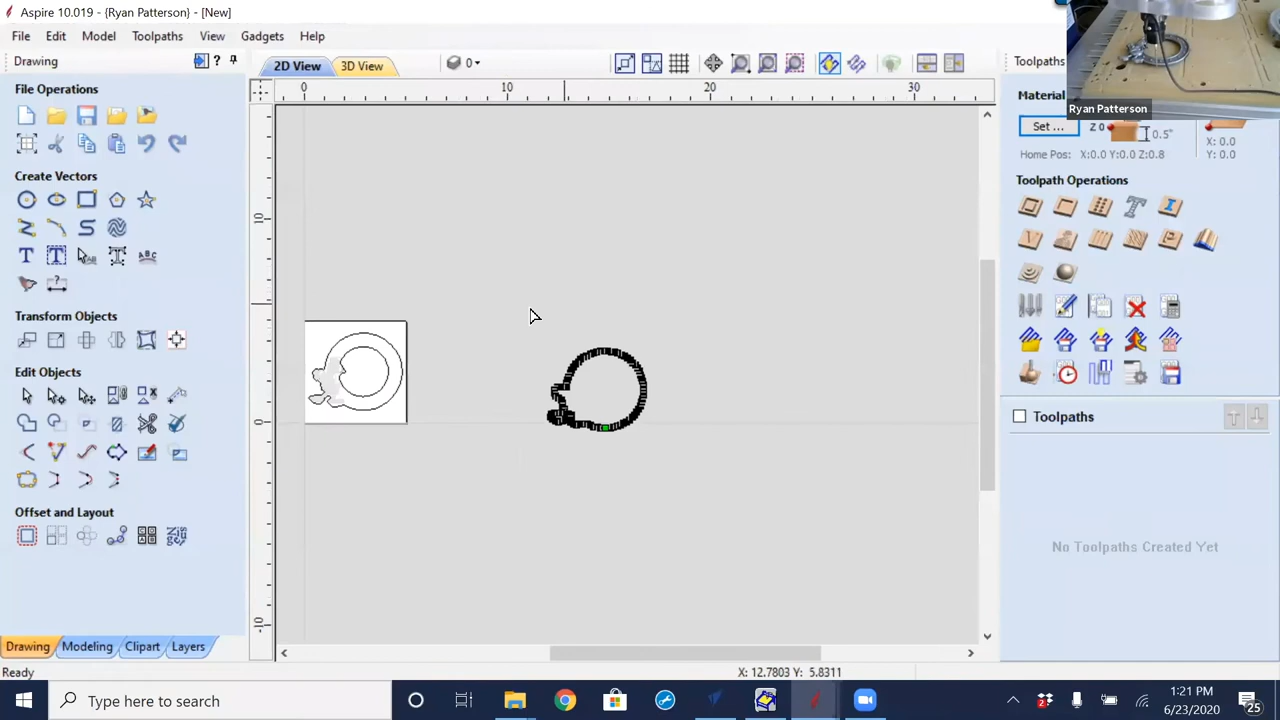 Aspire 10.019 - {Ryan Patterson} - [New]
File Edit Model Toolpaths View Gadgets Help
Drawing
?
2D View
3D View
0
Toolpaths
Ryan Patterson
File Operations
0 10 20 30
Material
Set ...
Z 0
0.5"
X: 0.0
Y: 0.0
Home Pos: X:0.0 Y:0.0 Z:0.8
Create Vectors
Toolpath Operations
10
0
-10
Transform Objects
Edit Objects
Toolpaths
Offset and Layout
No Toolpaths Created Yet
Drawing Modeling Clipart Layers
Ready
X: 12.7803 Y: 5.8311
Type here to search
1:21 PM
6/23/2020
25